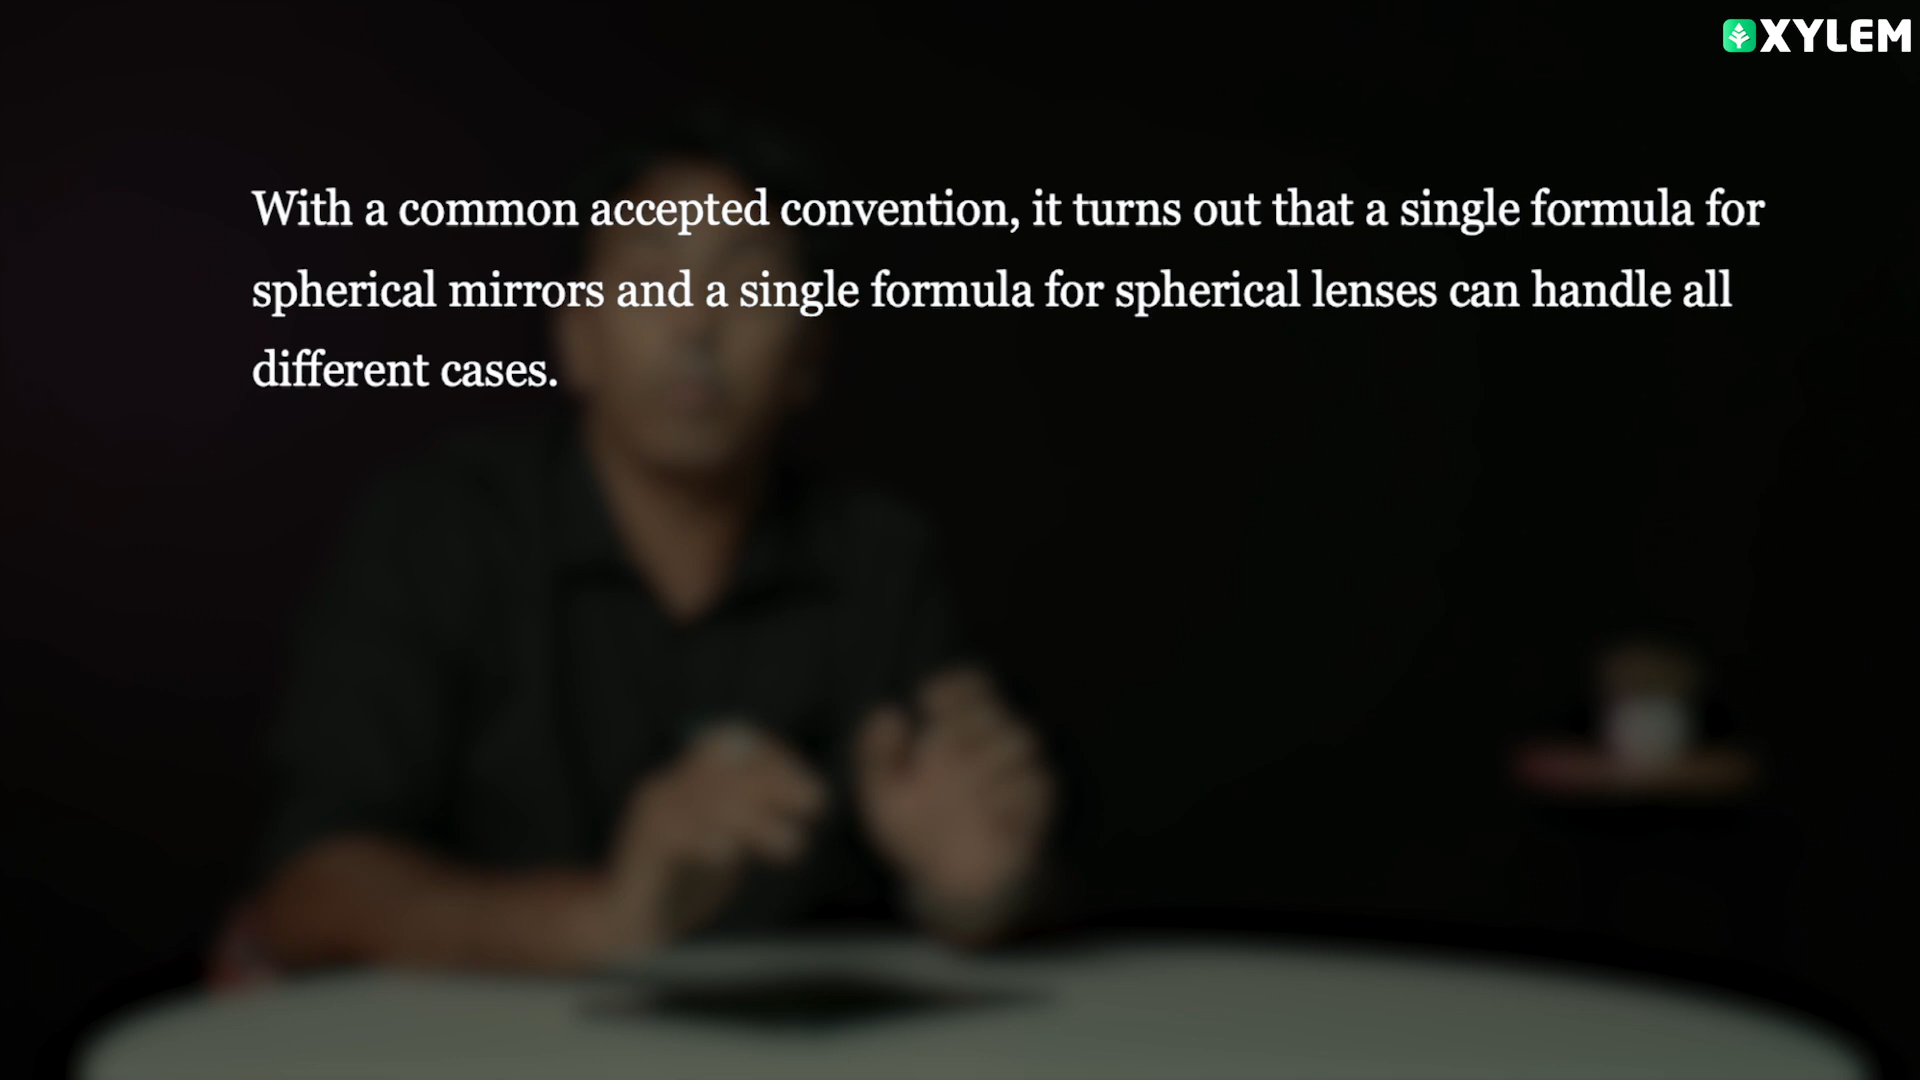 XYLEM
With a common accepted convention, it turns out that a single formula for
spherical mirrors and a single formula for spherical lenses can handle all
different cases.